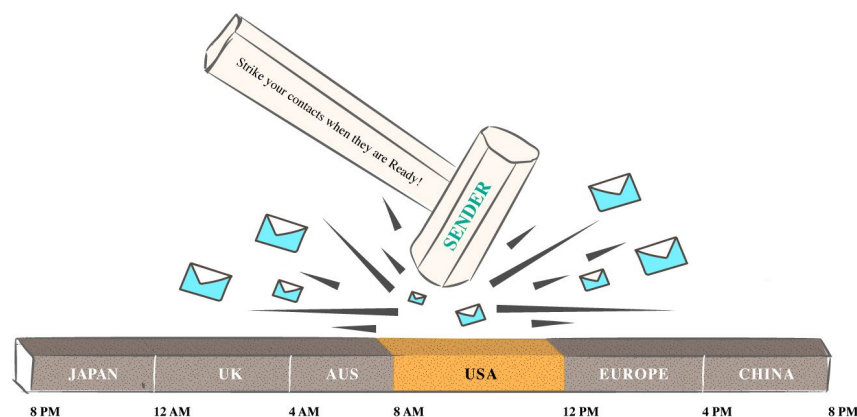 Strike your contacts when they are Ready!
SENDER
JAPAN UK AUS USA EUROPE CHINA
8 PM 12 AM 4 AM 8 AM 12 PM 4 PM 8 PM